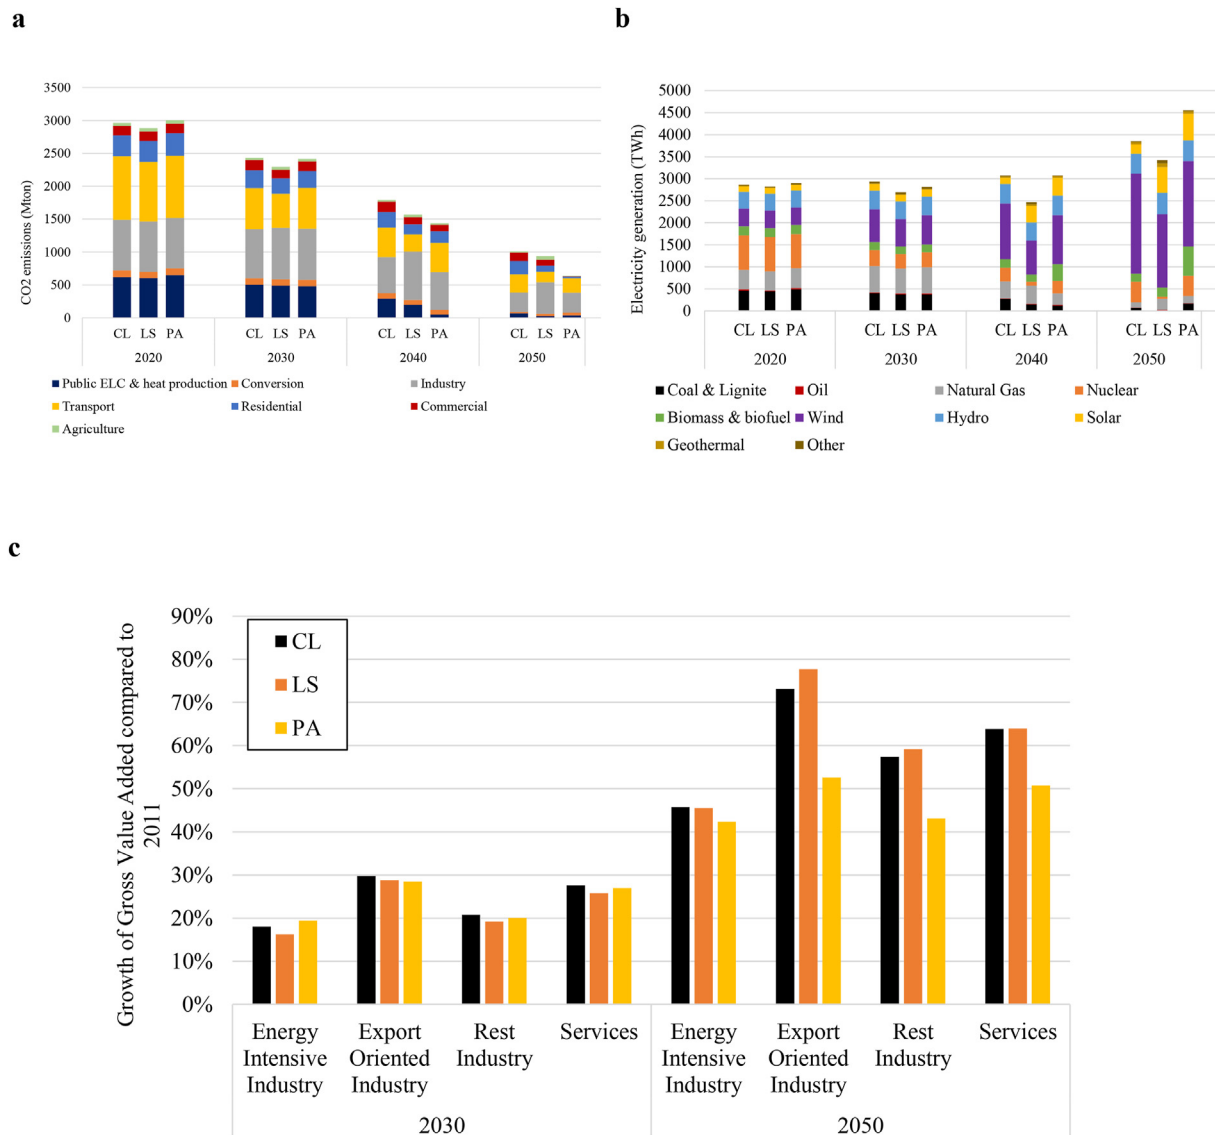 a
b
3500
3000
2500
2000
1500
1000
500
0
CO2 emissions (Mton)
CL LS PA CL LS PA CL LS PA CL LS PA
2020 2030 2040 2050
Public ELC & heat production Conversion Industry
Transport Residential Commercial
Agriculture
5000
4500
4000
3500
3000
2500
2000
1500
1000
500
0
Electricity generation (TWh)
CL LS PA CL LS PA CL LS PA CL LS PA
2020 2030 2040 2050
Coal & Lignite Oil Natural Gas Nuclear
Biomass & biofuel Wind Hydro Solar
Geothermal Other
c
90%
80%
70%
60%
50%
40%
30%
20%
10%
0%
Growth of Gross Value Added compared to
2011
CL
LS
PA
Energy Export Rest Services Energy Export Rest Services
Intensive Oriented Industry Intensive Oriented Industry
Industry Industry Industry Industry
2030 2050